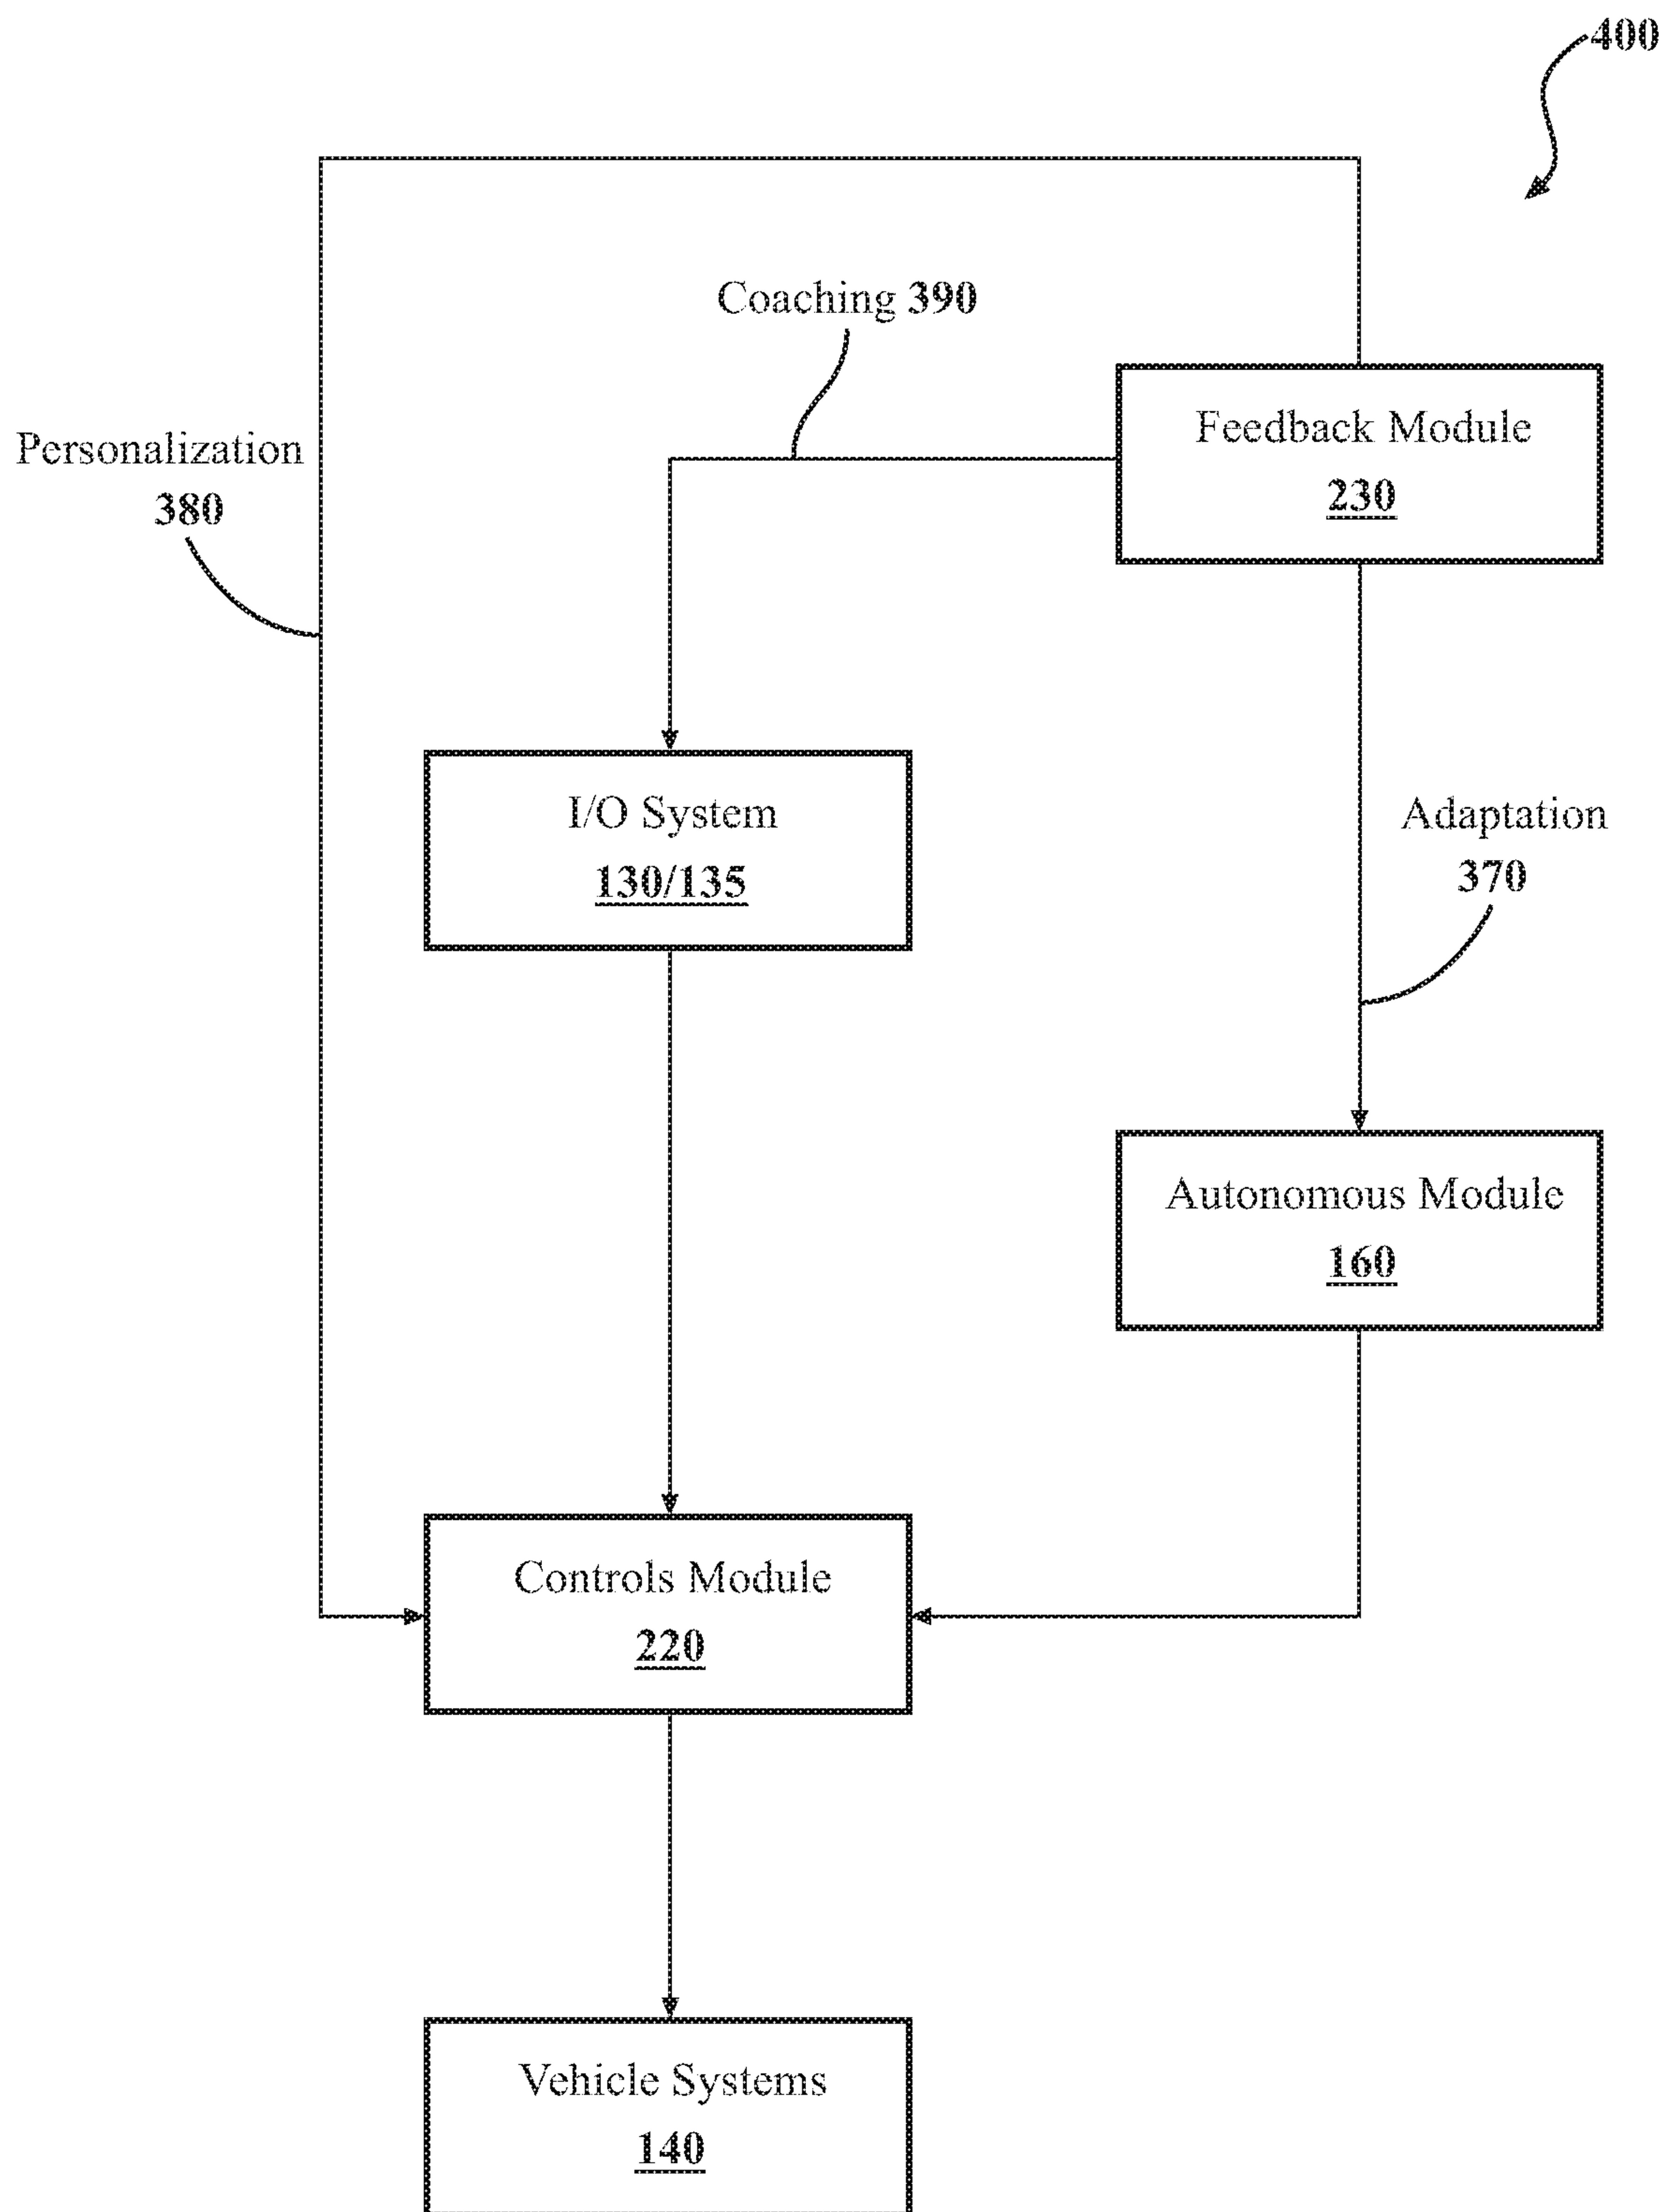 400
Coaching 390
Feedback Module
230
Personalization
380
I/O System
130/135
Adaptation
370
Autonomous Module
160
Controls Module
220
Vehicle Systems
140